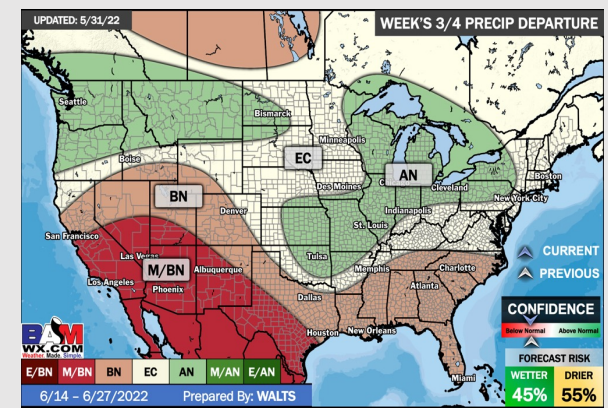 UPDATED: 5/31/22
WEEK'S 3/4 PRECIP DEPARTURE
Seattle
Bismarck
Minneapolis
Boise
EC
AN
Boston
Des Moines
C
Cleveland
BN
New York City
Denver
Indianapolis
St. Louis
San Francisco
CURRENT
Las Vegas
Tulsa
M/BN
Albuquerque
Memphis
Charlotte
PREVIOUS
Los Angeles
Phoenix
Atlanta
Dallas
CONFIDENCE
Below Normal
Above Normal
BAM
WX.COM
Weather. Made. Simple.
Houston
New Orleans
FORECAST RISK
E/BN M/BN BN EC AN M/AN E/AN
Miami
WETTER DRIER
6/14 – 6/27/2022 Prepared By: WALTS
45% 55%